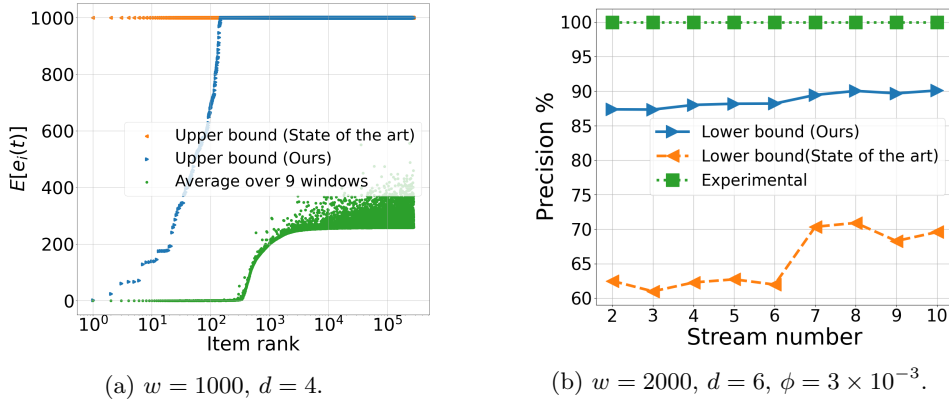 1000
800
600
400
200
0
E[e_i(t)]
Upper bound (State of the art)
Upper bound (Ours)
Average over 9 windows
10^0 10^1 10^2 10^3 10^4 10^5
Item rank
(a) w = 1000, d = 4.
100
95
90
85
80
75
70
65
60
Precision %
Lower bound (Ours)
Lower bound(State of the art)
Experimental
2 3 4 5 6 7 8 9 10
Stream number
(b) w = 2000, d = 6, ϕ = 3 × 10^−3.